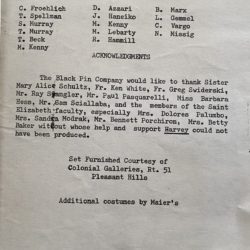 C. Froehlich D. Azzari B. Marx
T. Spellman J. Haneiko L. Gemmel
S. Murray M. Kenny C. Vargo
T. Murray M. Lebarty N. Missig
T. Beck R. Hammill
M. Kenny
ACKNOWLEDGMENTS
The Black Pin Company would like to thank Sister
Mary Alice Schultz, Fr. Ken White, Fr. Greg Swiderski,
Mr. Ray Spangler, Mr. Paul Pasquarelli, Miss Barbara
Hess, Mr. Sam Sciallaba, and the members of the Saint
Elizabeth faculty, especially Mrs. Dolores Palumbo,
Mrs. Sandra Modrak, Mr. Bennett Forchiron, Mrs. Betty
Baker without whose help and support Harvey could not
have been produced.
Set Furnished Courtesy of
Colonial Galleries, Rt. 51
Pleasant Hills
Additional costumes by Maier's